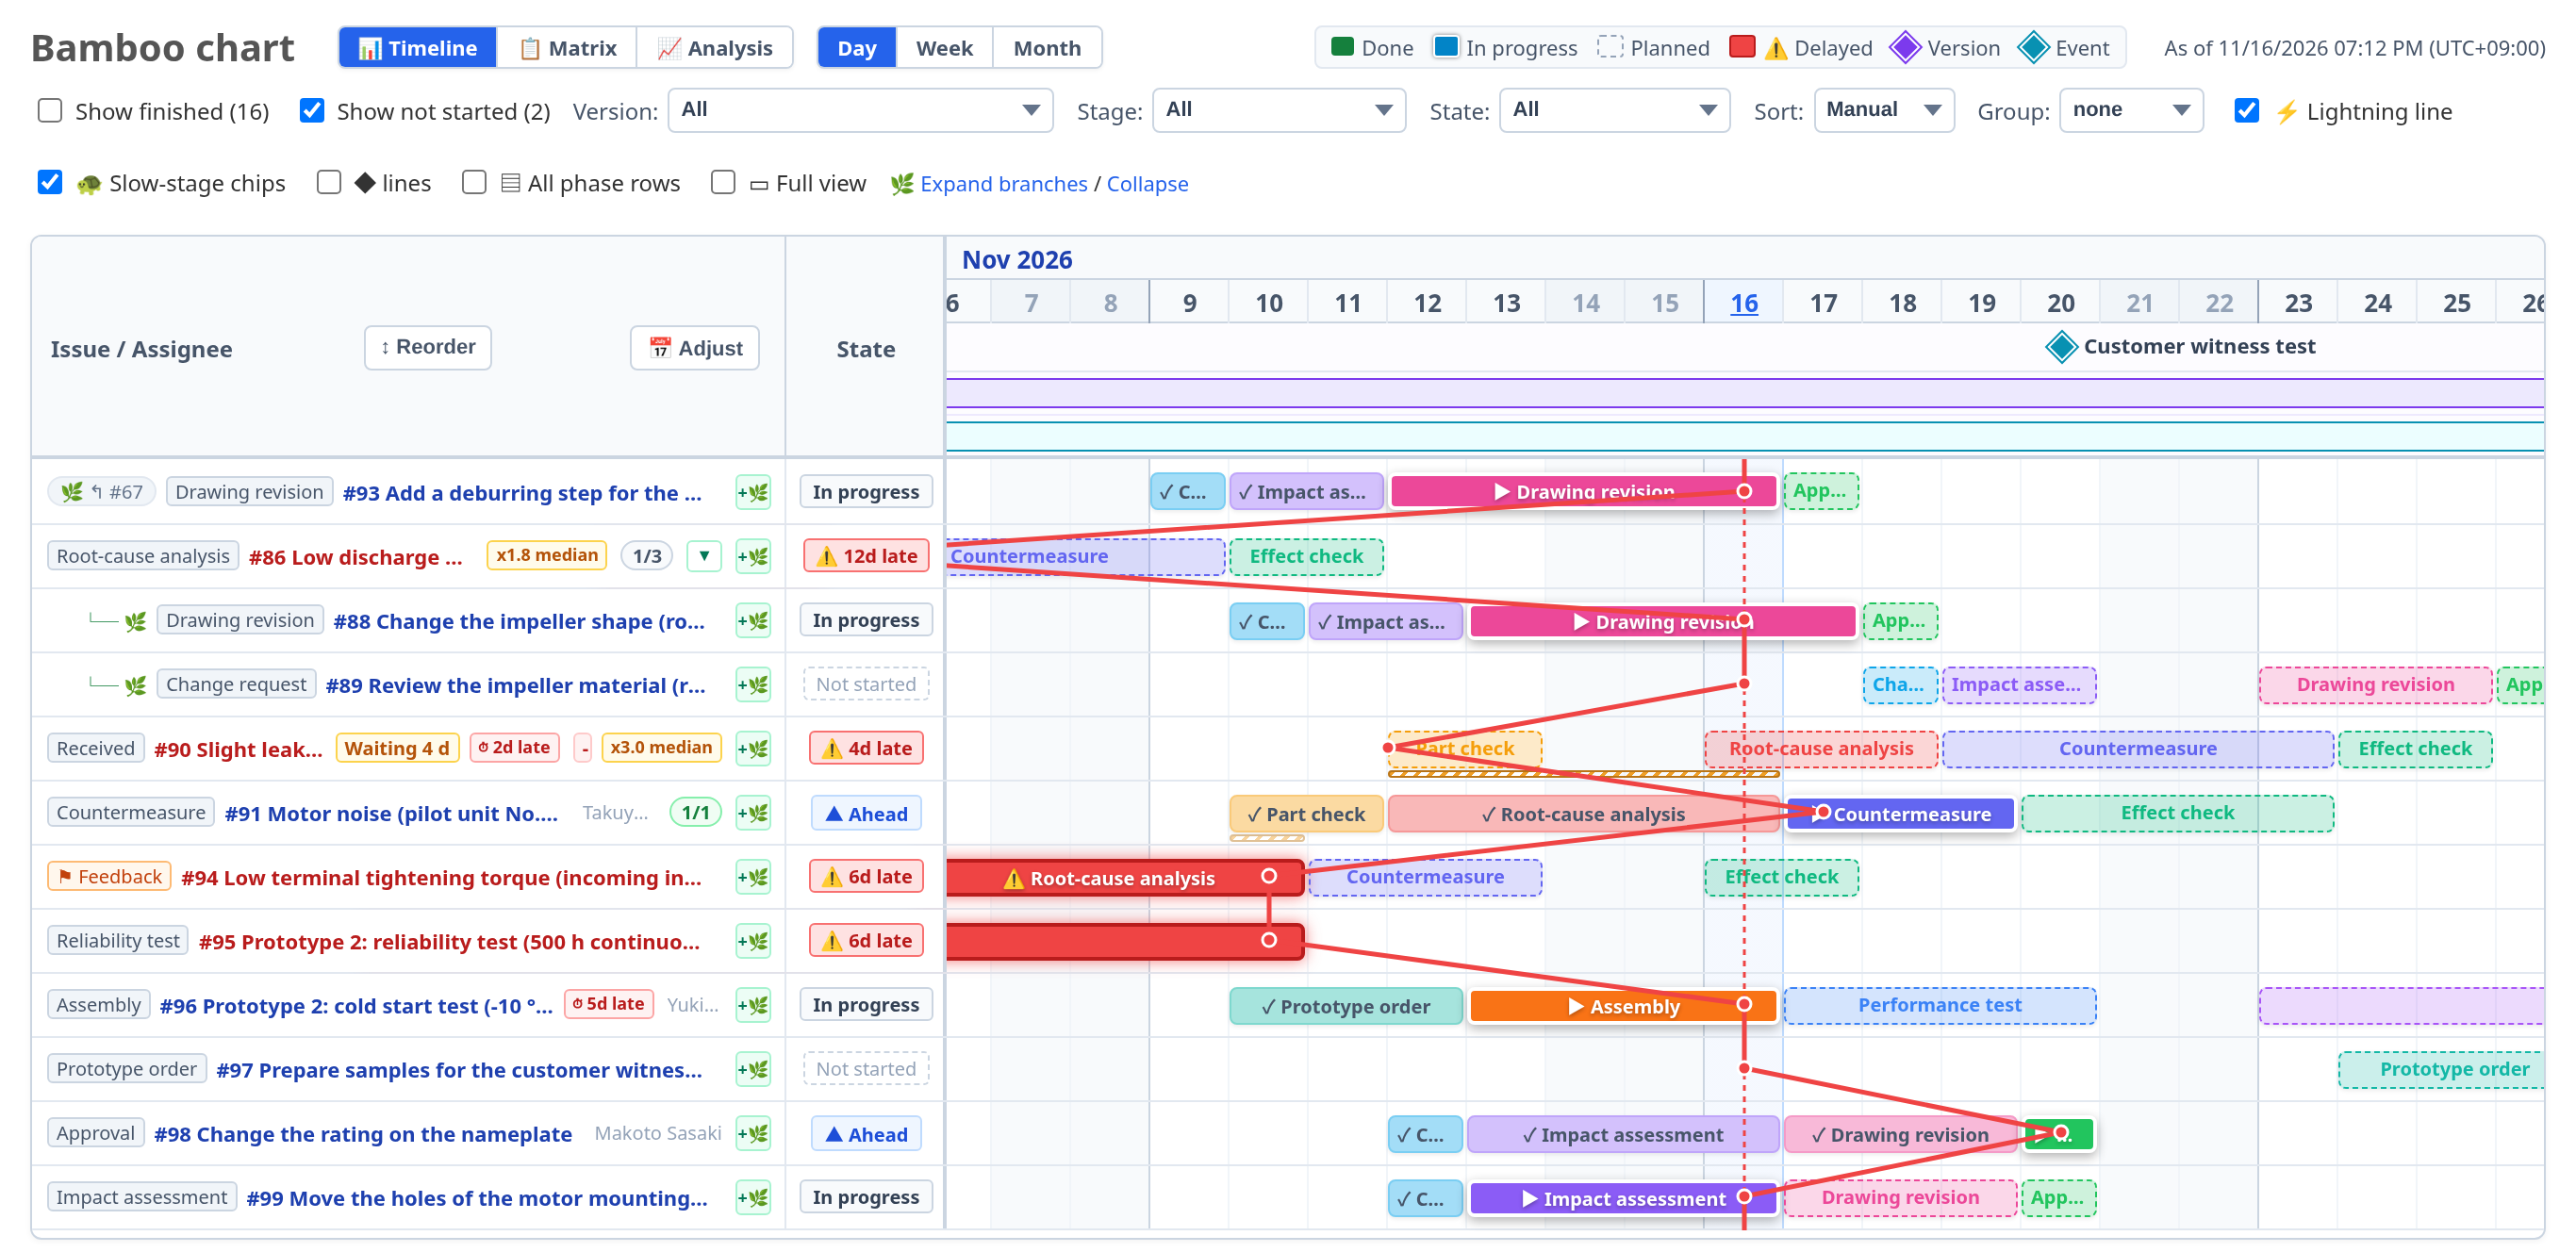 Bamboo chart 📊 Timeline 📋 Matrix 📈 Analysis Day Week Month Done In progress Planned ⚠️ Delayed Version Event As of 11/16/2026 07:12 PM (UTC+09:00)
Show finished (16) Show not started (2) Version: All Stage: All State: All Sort: Manual Group: none ⚡ Lightning line
🐢 Slow-stage chips ◆ lines ▤ All phase rows ▭ Full view 🌿 Expand branches / Collapse
Nov 2026
6 7 8 9 10 11 12 13 14 15 16 17 18 19 20 21 22 23 24 25 26
Issue / Assignee ↕ Reorder 📅 Adjust State Customer witness test
🌿 ↰ #67 Drawing revision #93 Add a deburring step for the ... +🌿 In progress ✓ C... ✓ Impact as... ▶ Drawing revision App...
Root-cause analysis #86 Low discharge ... x1.8 median 1/3 ▼ +🌿 ⚠️ 12d late Countermeasure Effect check
🌿 Drawing revision #88 Change the impeller shape (ro... +🌿 In progress ✓ C... ✓ Impact as... ▶ Drawing revision App...
🌿 Change request #89 Review the impeller material (r... +🌿 Not started Cha... Impact asse... Drawing revision App
Received #90 Slight leak... Waiting 4 d ⏱ 2d late - x3.0 median +🌿 ⚠️ 4d late Part check Root-cause analysis Countermeasure Effect check
Countermeasure #91 Motor noise (pilot unit No.... Takuy... 1/1 +🌿 ▲ Ahead ✓ Part check ✓ Root-cause analysis ▶ Countermeasure Effect check
⚑ Feedback #94 Low terminal tightening torque (incoming in... +🌿 ⚠️ 6d late ⚠️ Root-cause analysis Countermeasure Effect check
Reliability test #95 Prototype 2: reliability test (500 h continuo... +🌿 ⚠️ 6d late
Assembly #96 Prototype 2: cold start test (-10 °... ⏱ 5d late Yuki... +🌿 In progress ✓ Prototype order ▶ Assembly Performance test
Prototype order #97 Prepare samples for the customer witnes... +🌿 Not started Prototype order
Approval #98 Change the rating on the nameplate Makoto Sasaki +🌿 ▲ Ahead ✓ C... ✓ Impact assessment ✓ Drawing revision ▶
Impact assessment #99 Move the holes of the motor mounting... +🌿 In progress ✓ C... ▶ Impact assessment Drawing revision App...